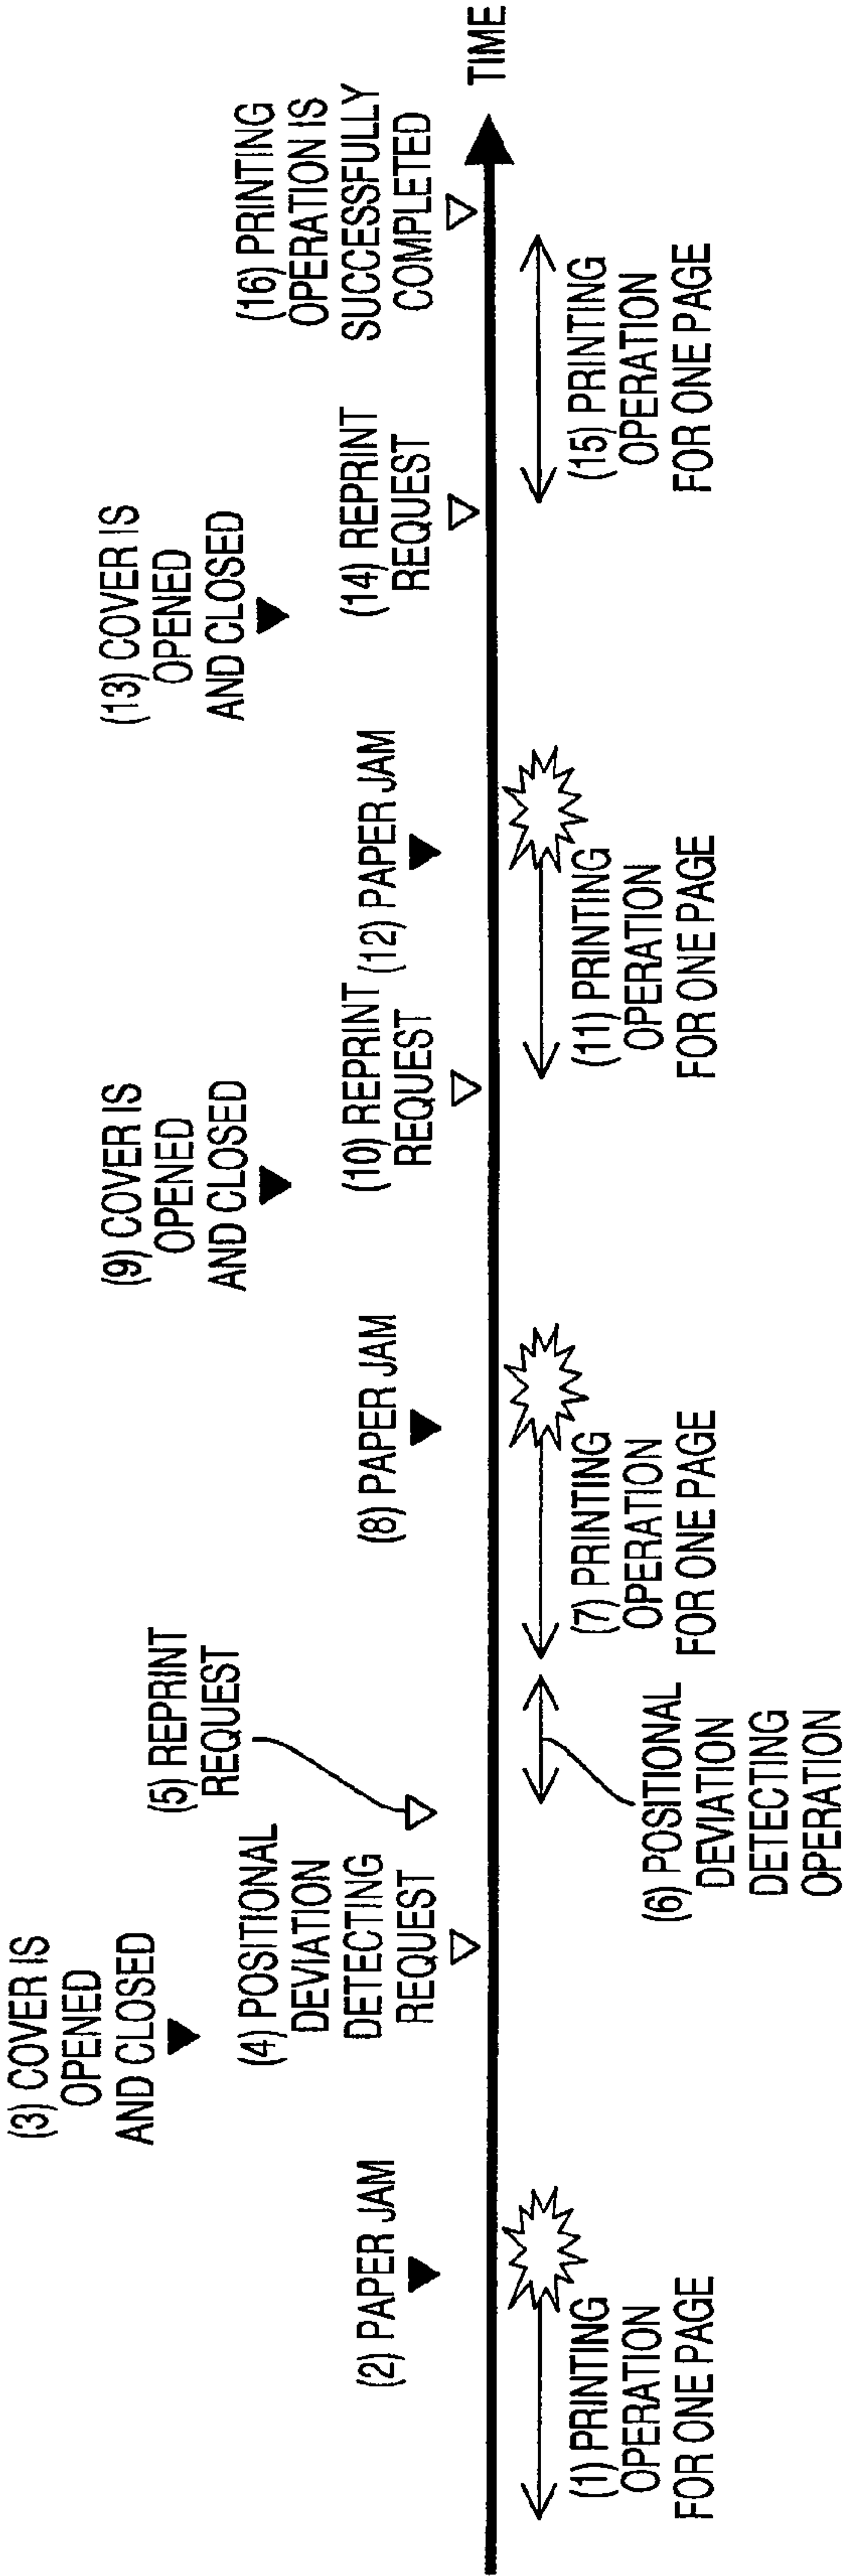 (1) PRINTING
OPERATION
FOR ONE PAGE
(2) PAPER JAM
(3) COVER IS
OPENED
AND CLOSED
(4) POSITIONAL
DEVIATION
DETECTING
REQUEST
(5) REPRINT
REQUEST
(6) POSITIONAL
DEVIATION
DETECTING
OPERATION
(7) PRINTING
OPERATION
FOR ONE PAGE
(8) PAPER JAM
(9) COVER IS
OPENED
AND CLOSED
(10) REPRINT
REQUEST
(11) PRINTING
OPERATION
FOR ONE PAGE
(12) PAPER JAM
(13) COVER IS
OPENED
AND CLOSED
(14) REPRINT
REQUEST
(15) PRINTING
OPERATION
FOR ONE PAGE
(16) PRINTING
OPERATION IS
SUCCESSFULLY
COMPLETED
TIME